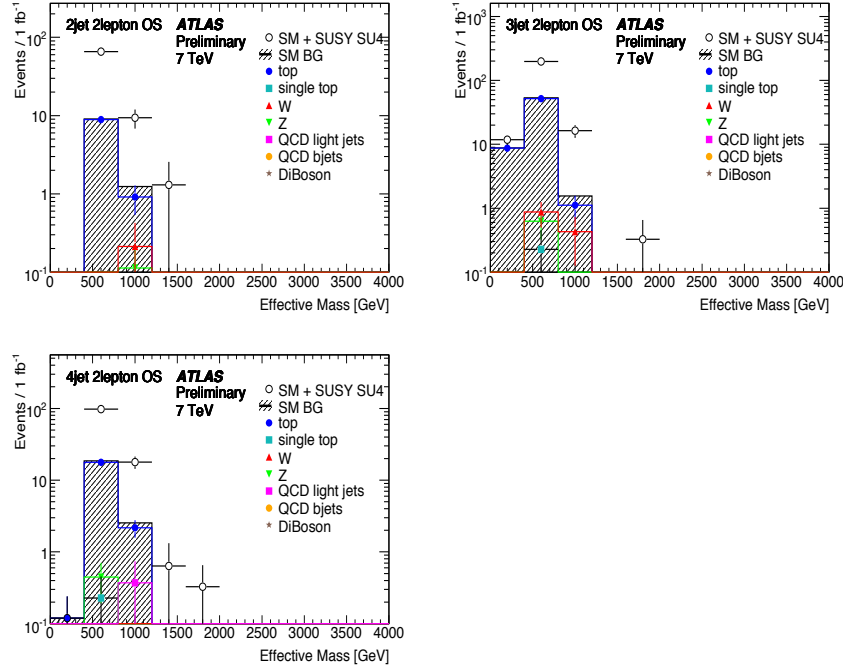 Events / 1 fb⁻¹
2jet 2lepton OS ATLAS
Preliminary
7 TeV
SM + SUSY SU4
SM BG
top
single top
W
Z
QCD light jets
QCD bjets
DiBoson
10²
10
1
10⁻¹
0 500 1000 1500 2000 2500 3000 3500 4000
Effective Mass [GeV]
Events / 1 fb⁻¹
3jet 2lepton OS ATLAS
Preliminary
7 TeV
SM + SUSY SU4
SM BG
top
single top
W
Z
QCD light jets
QCD bjets
DiBoson
10³
10²
10
1
10⁻¹
0 500 1000 1500 2000 2500 3000 3500 4000
Effective Mass [GeV]
Events / 1 fb⁻¹
4jet 2lepton OS ATLAS
Preliminary
7 TeV
SM + SUSY SU4
SM BG
top
single top
W
Z
QCD light jets
QCD bjets
DiBoson
10²
10
1
10⁻¹
0 500 1000 1500 2000 2500 3000 3500 4000
Effective Mass [GeV]